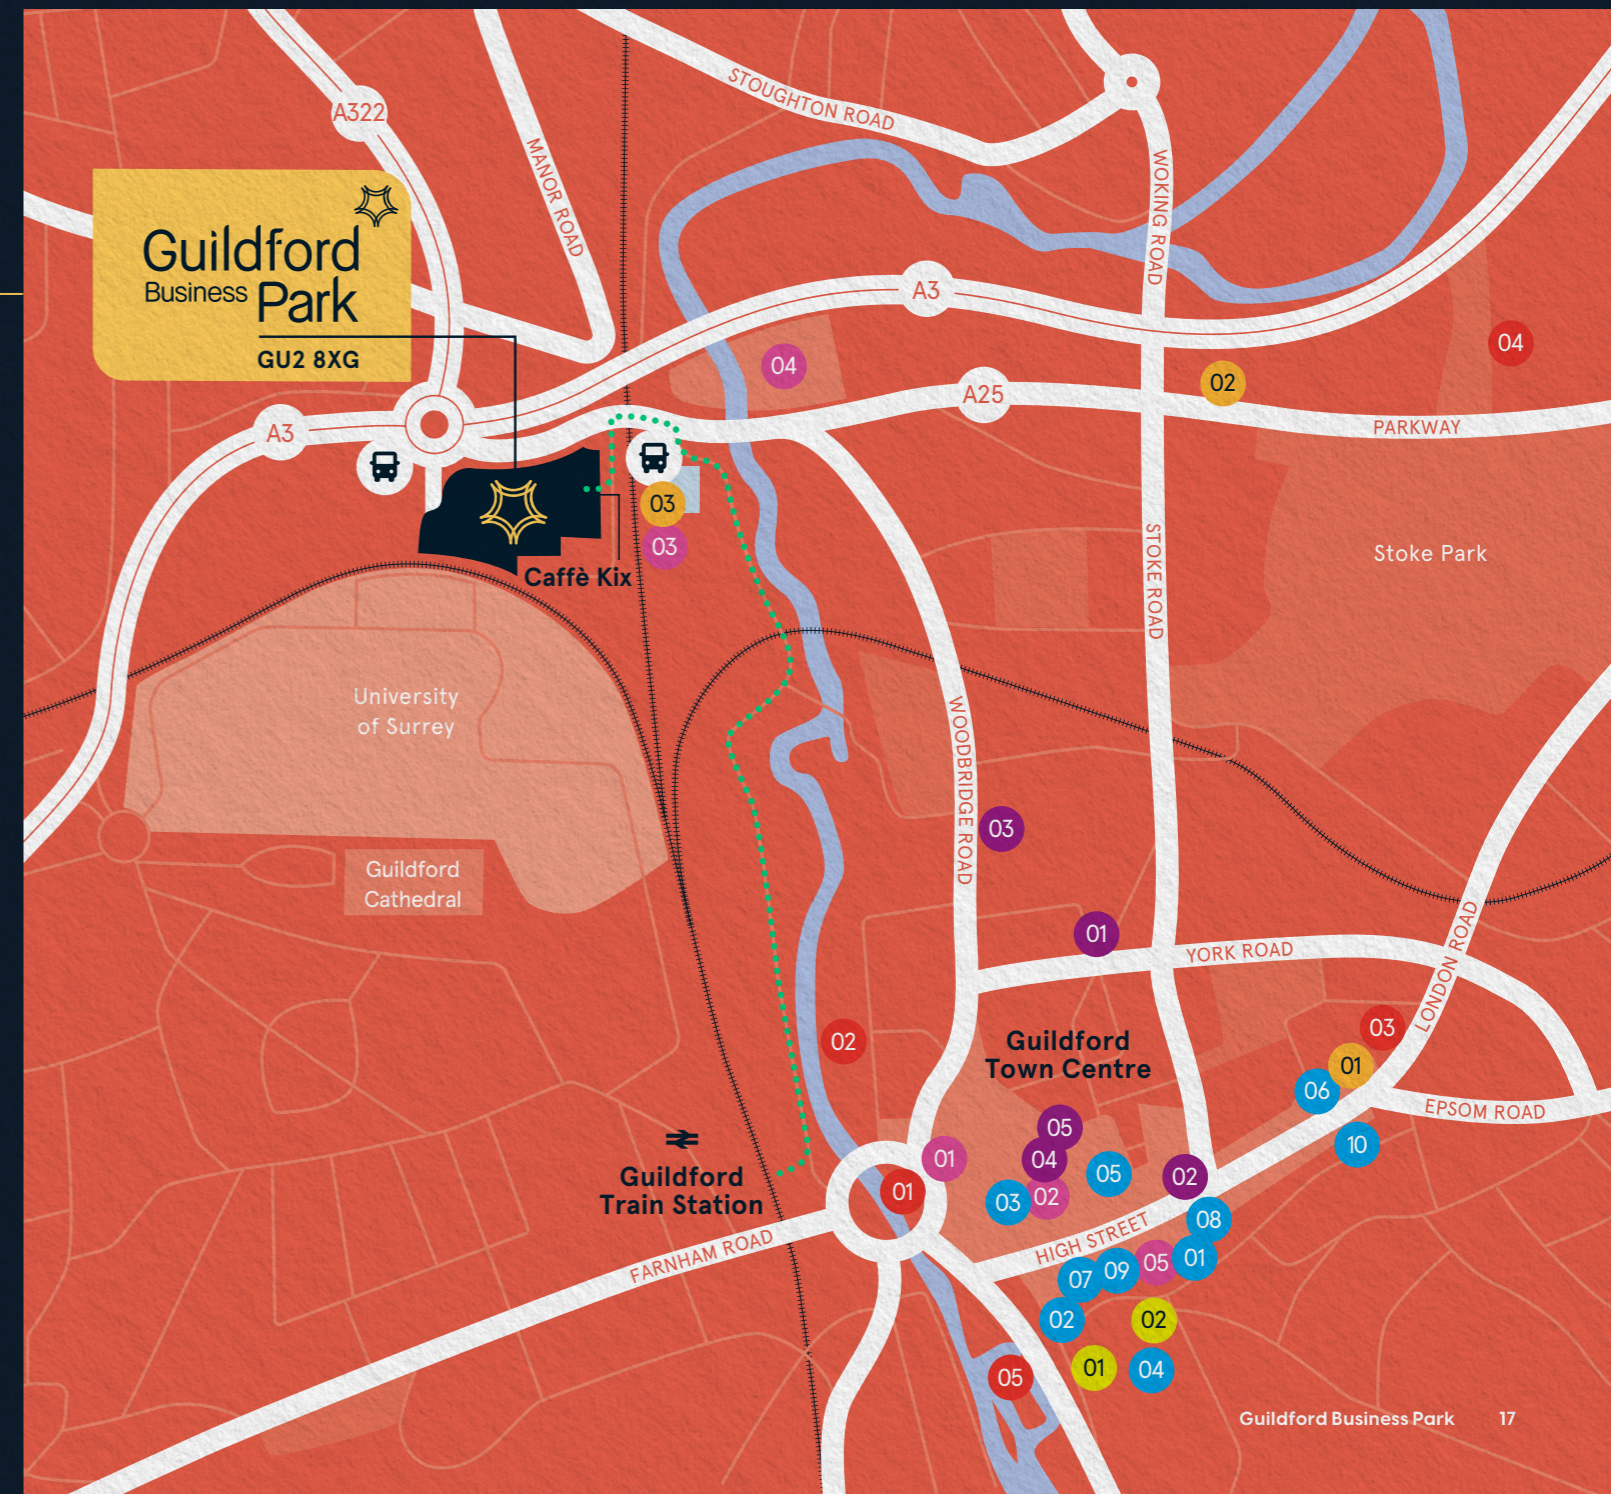 A322
STOUGHTON ROAD
MANOR ROAD
WOKING ROAD
Guildford
Business Park
GU2 8XG
A3
04
04
02
A25
A3
PARKWAY
03
03
Caffè Kix
Stoke Park
STOKE ROAD
University
of Surrey
WOODBRIDGE ROAD
03
Guildford
Cathedral
01
YORK ROAD
LONDON ROAD
02
Guildford
Town Centre
03
01
06
EPSOM ROAD
05
10
01
04
05
02
Guildford
Train Station
01
03
02
08
HIGH STREET
FARNHAM ROAD
07
09
05
01
02
02
05
01
04
Guildford Business Park 17